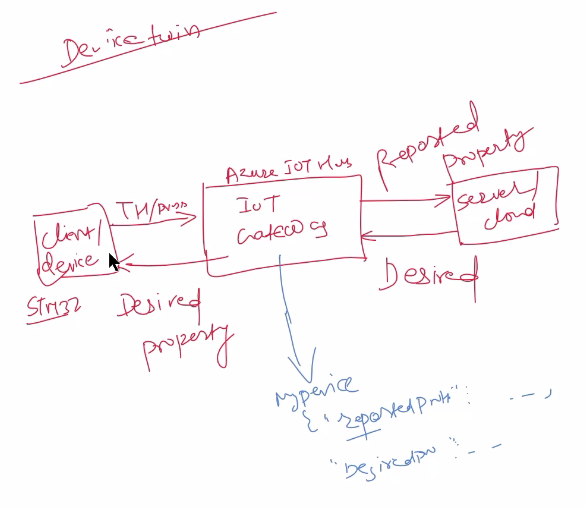 Device twin
Azure IOT Hub
Reported
property
IoT
Gateway
server/
cloud
TH/press
client/
device
STM32
Desired
property
Desired
MyDevice
{ "reportedProp": - - ,
"Desired